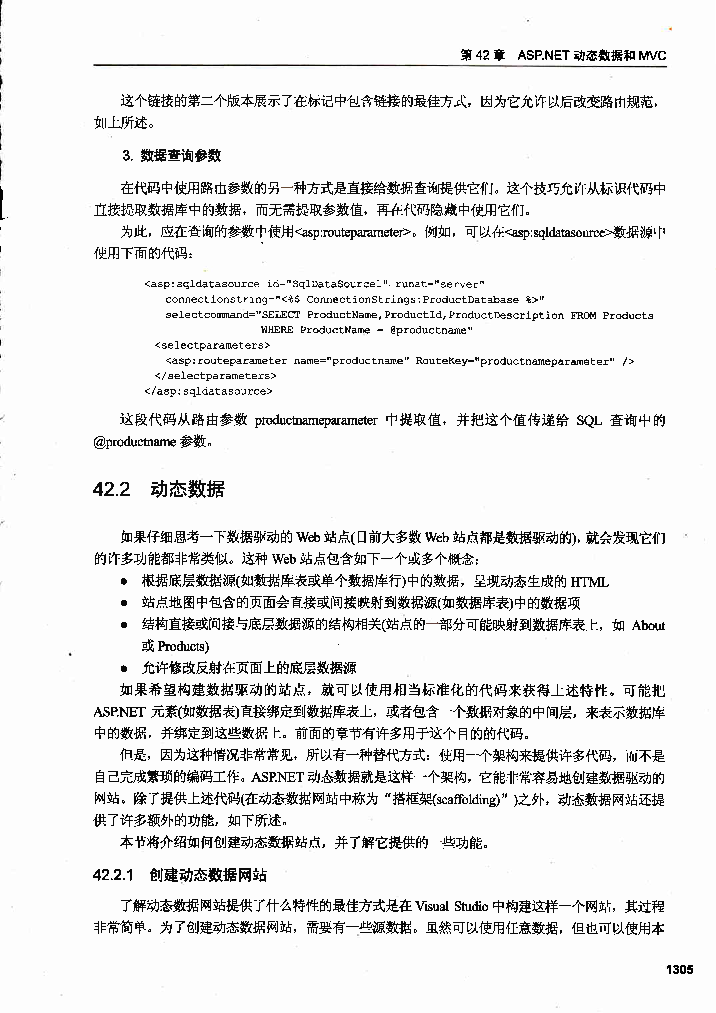 第 42 章　ASP.NET 动态数据和 MVC
这个链接的第二个版本展示了在标记中包含链接的最佳方式，因为它允许以后改变路由规范，
如上所述。
3. 数据查询参数
在代码中使用路由参数的另一种方式是直接给数据查询提供它们。这个技巧允许从标识代码中
直接提取数据库中的数据，而无需提取参数值，再在代码隐藏中使用它们。
为此，应在查询的参数中使用<asp:routeparameter>。例如，可以在<asp:sqldatasource>数据源中
使用下面的代码：
<asp:sqldatasource id="SqlDataSource1" runat="server"
connectionstring="<%$ ConnectionStrings:ProductDatabase %>"
selectcommand="SELECT ProductName,ProductId,ProductDescription FROM Products
WHERE ProductName = @productname"
<selectparameters>
<asp:routeparameter name="productname" RouteKey="productnameparameter" />
</selectparameters>
</asp:sqldatasource>
这段代码从路由参数 productnameparameter 中提取值，并把这个值传递给 SQL 查询中的
@productname 参数。
42.2　动态数据
如果仔细思考一下数据驱动的 Web 站点(目前大多数 Web 站点都是数据驱动的)，就会发现它们
的许多功能都非常类似。这种 Web 站点包含如下一个或多个概念：
● 根据底层数据源(如数据库表或单个数据库行)中的数据，呈现动态生成的 HTML
● 站点地图中包含的页面会直接或间接映射到数据源(如数据库表)中的数据项
● 结构直接或间接与底层数据源的结构相关(站点的一部分可能映射到数据库表上，如 About
或 Products)
● 允许修改反射在页面上的底层数据源
如果希望构建数据驱动的站点，就可以使用相当标准化的代码来获得上述特性。可能把
ASP.NET 元素(如数据表)直接绑定到数据库表上，或者包含一个数据对象的中间层，来表示数据库
中的数据，并绑定到这些数据上。前面的章节有许多用于这个目的的代码。
但是，因为这种情况非常常见，所以有一种替代方式：使用一个架构来提供许多代码，而不是
自己完成繁琐的编码工作。ASP.NET 动态数据就是这样一个架构，它能非常容易地创建数据驱动的
网站。除了提供上述代码(在动态数据网站中称为“搭框架(scaffolding)”)之外，动态数据网站还提
供了许多额外的功能，如下所述。
本节将介绍如何创建动态数据站点，并了解它提供的一些功能。
42.2.1　创建动态数据网站
了解动态数据网站提供了什么特性的最佳方式是在 Visual Studio 中构建这样一个网站，其过程
非常简单。为了创建动态数据网站，需要有一些源数据。虽然可以使用任意数据，但也可以使用本
1305